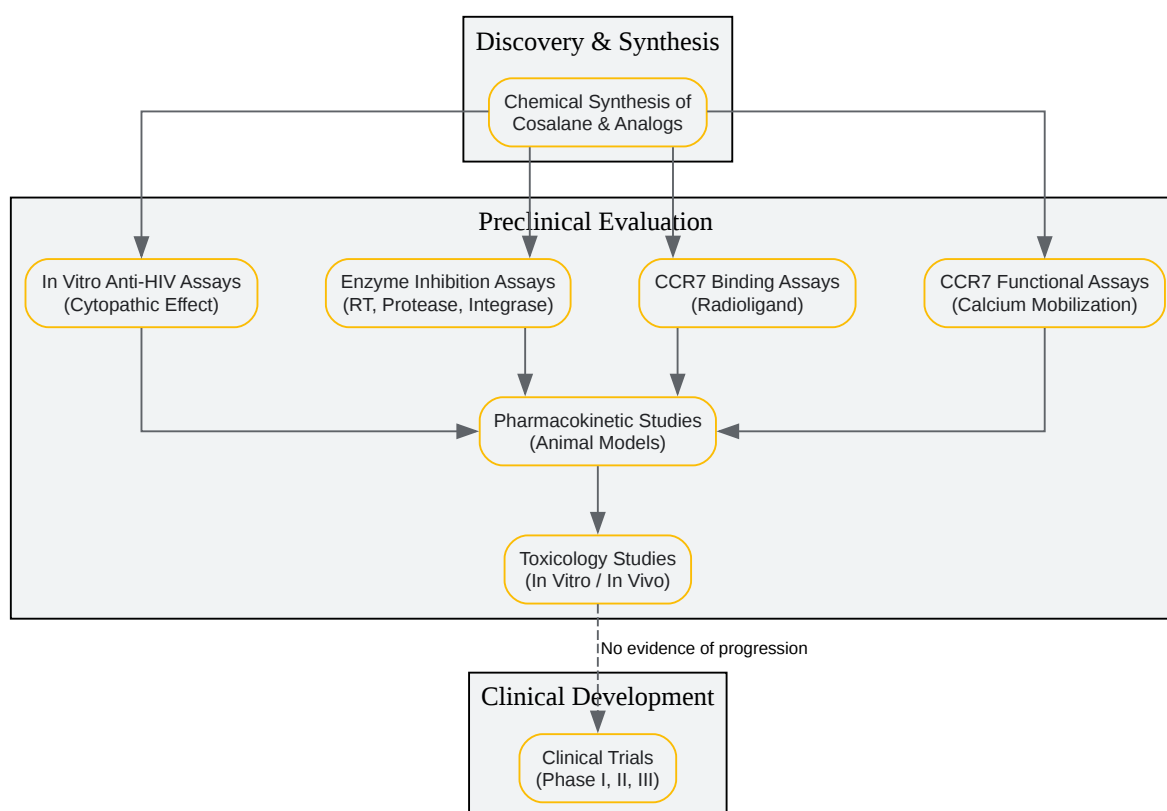 Discovery & Synthesis
Chemical Synthesis of
Cosalane & Analogs
Preclinical Evaluation
In Vitro Anti-HIV Assays
(Cytopathic Effect)
Enzyme Inhibition Assays
(RT, Protease, Integrase)
CCR7 Binding Assays
(Radioligand)
CCR7 Functional Assays
(Calcium Mobilization)
Pharmacokinetic Studies
(Animal Models)
Toxicology Studies
(In Vitro / In Vivo)
No evidence of progression
Clinical Development
Clinical Trials
(Phase I, II, III)